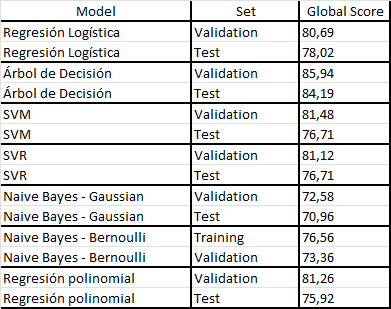 Model Set Global Score
Regresión Logística Validation 80,69
Regresión Logística Test 78,02
Árbol de Decisión Validation 85,94
Árbol de Decisión Test 84,19
SVM Validation 81,48
SVM Test 76,71
SVR Validation 81,12
SVR Test 76,71
Naive Bayes - Gaussian Validation 72,58
Naive Bayes - Gaussian Test 70,96
Naive Bayes - Bernoulli Training 76,56
Naive Bayes - Bernoulli Validation 73,36
Regresión polinomial Validation 81,26
Regresión polinomial Test 75,92